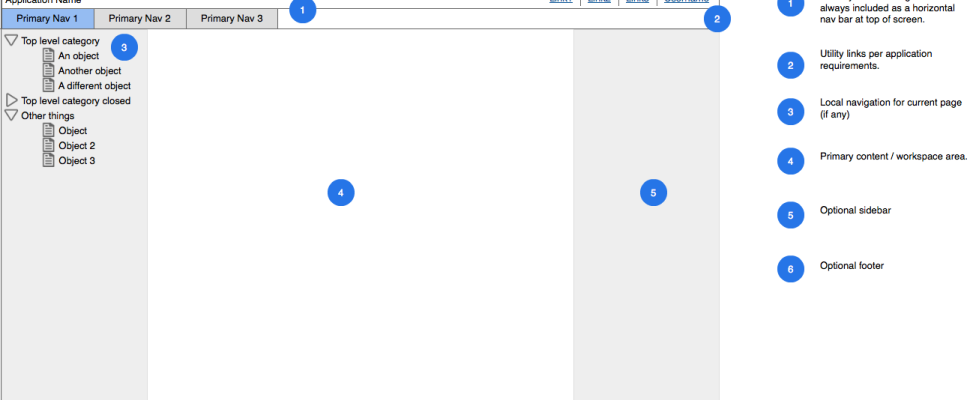 Application Name
Link1 Link2 Link3 Username
Primary Nav 1 Primary Nav 2 Primary Nav 3
1
2
Top level category
3
An object
Another object
A different object
Top level category closed
Other things
Object
Object 2
Object 3
4
5
1
always included as a horizontal
nav bar at top of screen.
2
Utility links per application
requirements.
3
Local navigation for current page
(if any)
4
Primary content / workspace area.
5
Optional sidebar
6
Optional footer